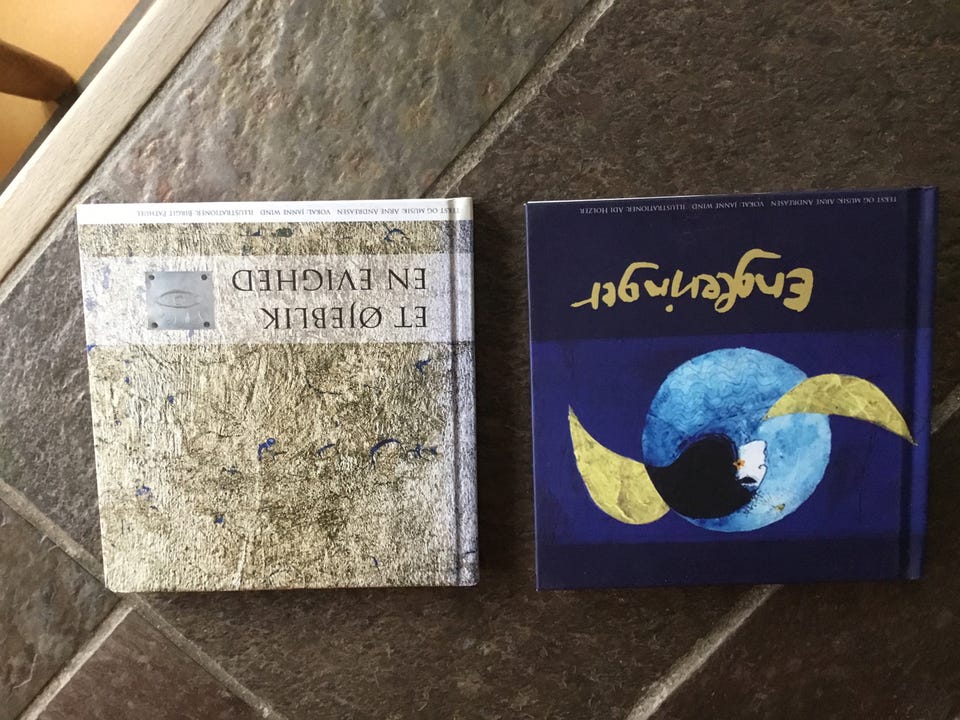 ET ØJEBLIK
EN EVIGHED
TEKST OG MUSIK: ARNE ANDREASEN VOKAL: JANNE WIND ILLUSTRATIONER: BIRGIT PATHUEL
Englevinger
TEKST OG MUSIK: ARNE ANDREASEN VOKAL: JANNE WIND ILLUSTRATIONER: ADI HOLZER